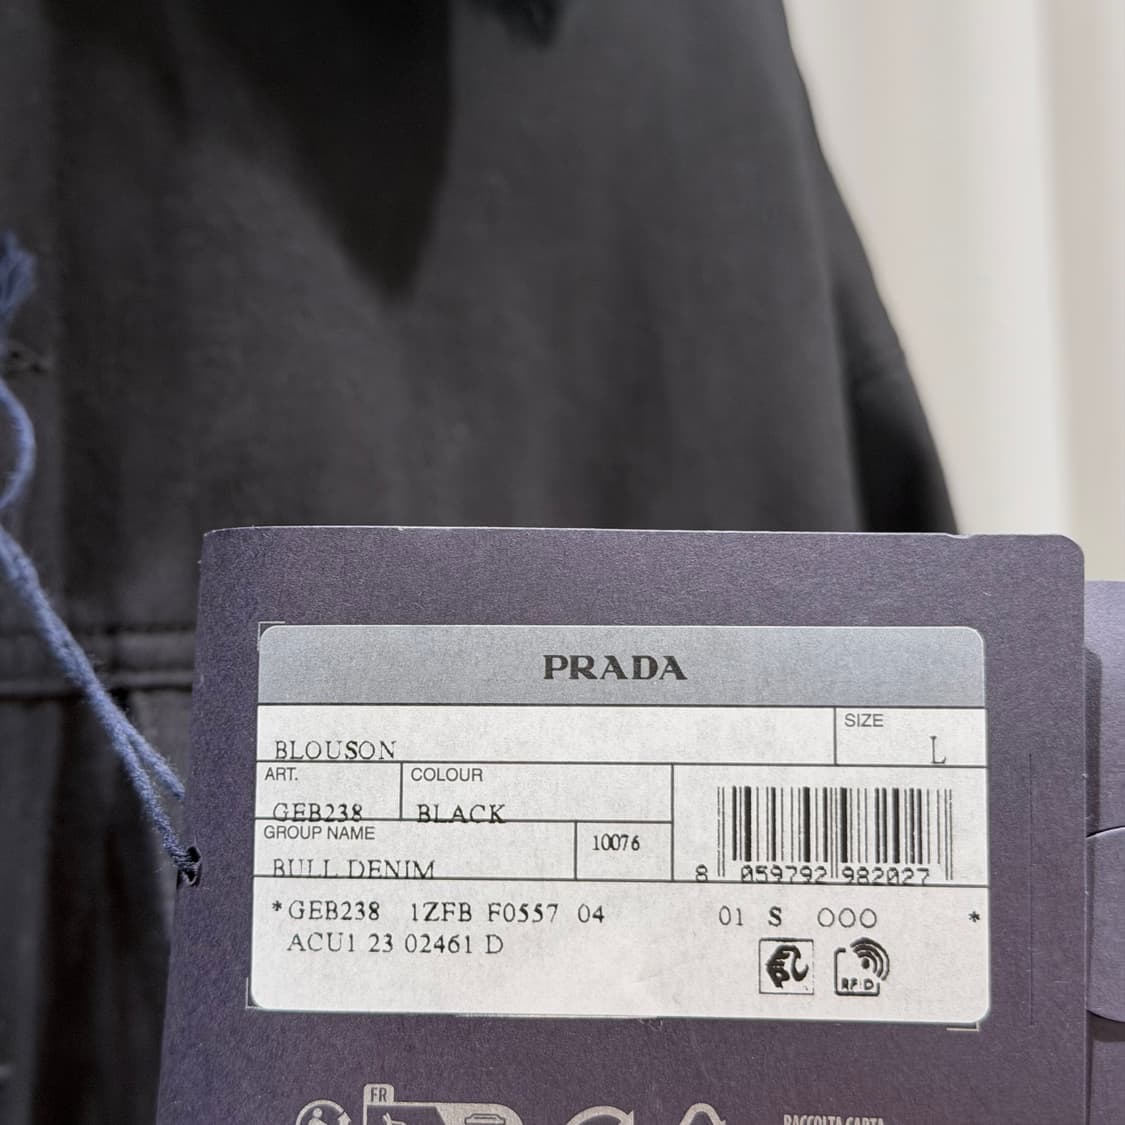 PRADA
BLOUSON
SIZE
L
ART.
GEB238
COLOUR
BLACK
GROUP NAME
BULL DENIM
10076
8 059792 982027
*GEB238 1ZFB F0557 04 01 S OOO *
ACU1 23 02461 D
RFID
FR
RACCOLTA CARTA